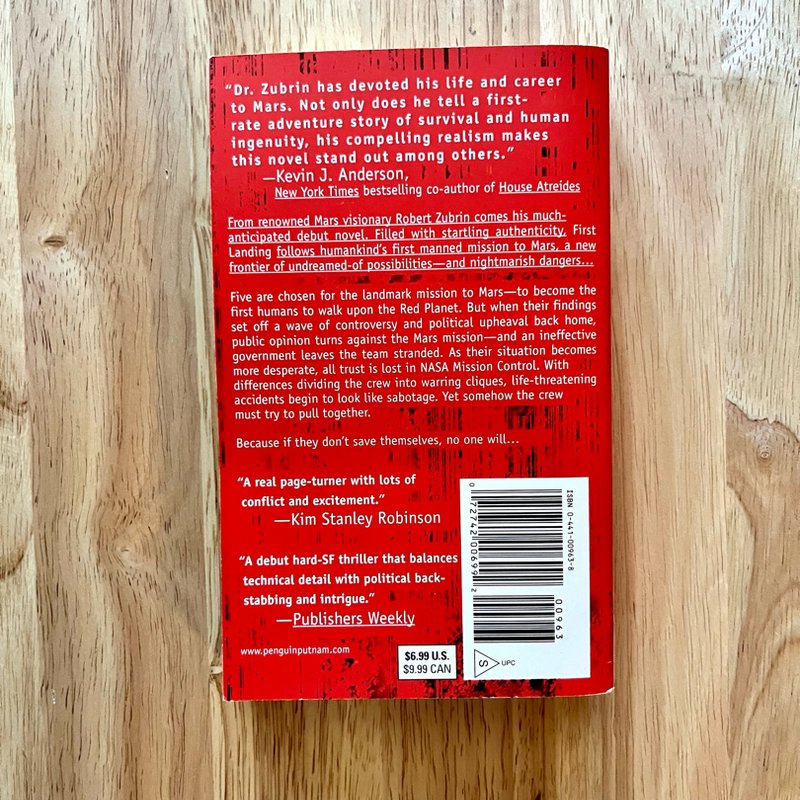 “Dr. Zubrin has devoted his life and career
to Mars. Not only does he tell a first-
rate adventure story of survival and human
ingenuity, his compelling realism makes
this novel stand out among others.”
—Kevin J. Anderson,
New York Times bestselling co-author of House Atreides
From renowned Mars visionary Robert Zubrin comes his much-
anticipated debut novel. Filled with startling authenticity, First
Landing follows humankind’s first manned mission to Mars, a new
frontier of undreamed-of possibilities—and nightmarish dangers...
Five are chosen for the landmark mission to Mars—to become the
first humans to walk upon the Red Planet. But when their findings
set off a wave of controversy and political upheaval back home,
public opinion turns against the Mars mission—and an ineffective
government leaves the team stranded. As their situation becomes
more desperate, all trust is lost in NASA Mission Control. With
differences dividing the crew into warring cliques, life-threatening
accidents begin to look like sabotage. Yet somehow the crew
must try to pull together.
Because if they don’t save themselves, no one will...
“A real page-turner with lots of
conflict and excitement.”
—Kim Stanley Robinson
“A debut hard-SF thriller that balances
technical detail with political back-
stabbing and intrigue.”
—Publishers Weekly
www.penguinputnam.com
$6.99 U.S.
$9.99 CAN
ISBN 0-441-00963-8
0 72742 00699 2
00963
S UPC